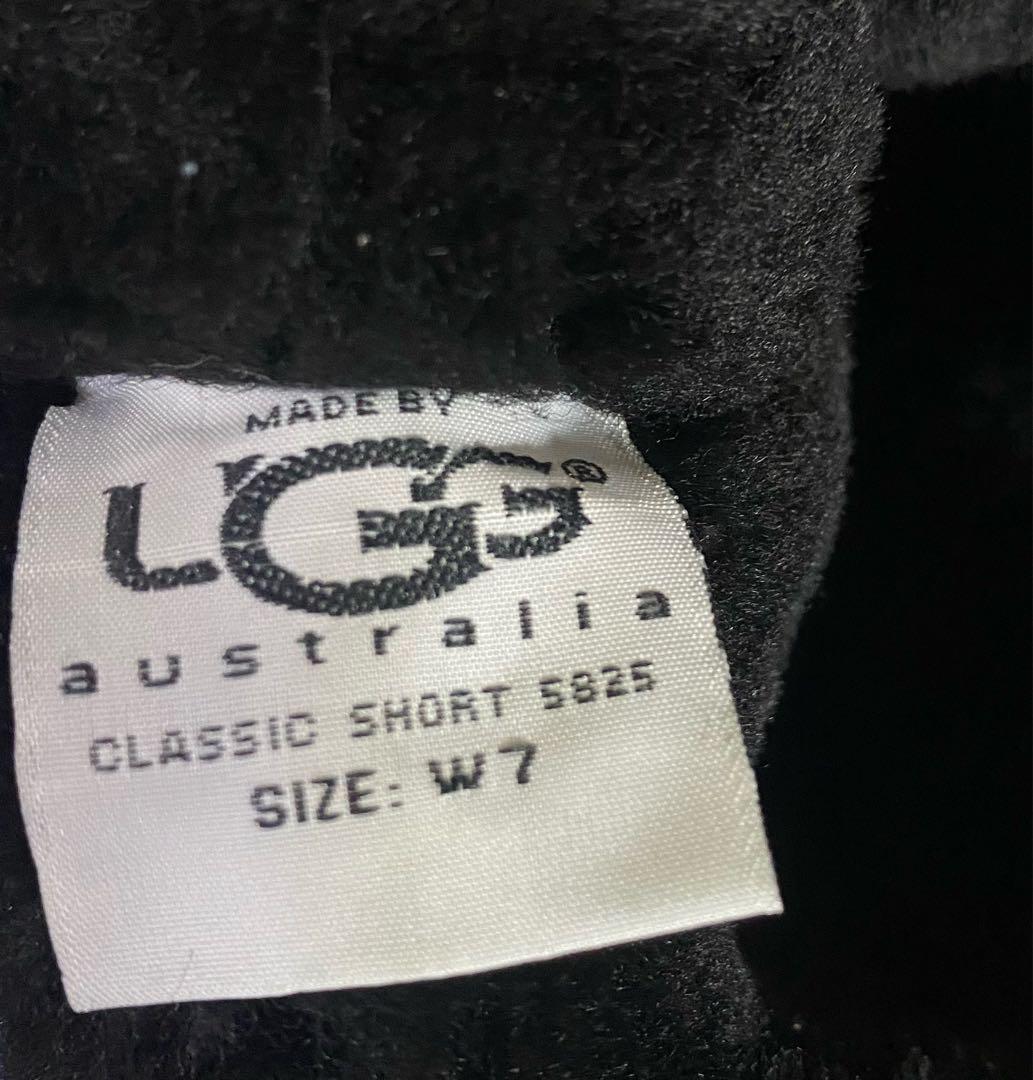 MADE BY
UGG®
australia
CLASSIC SHORT 5825
SIZE: W7